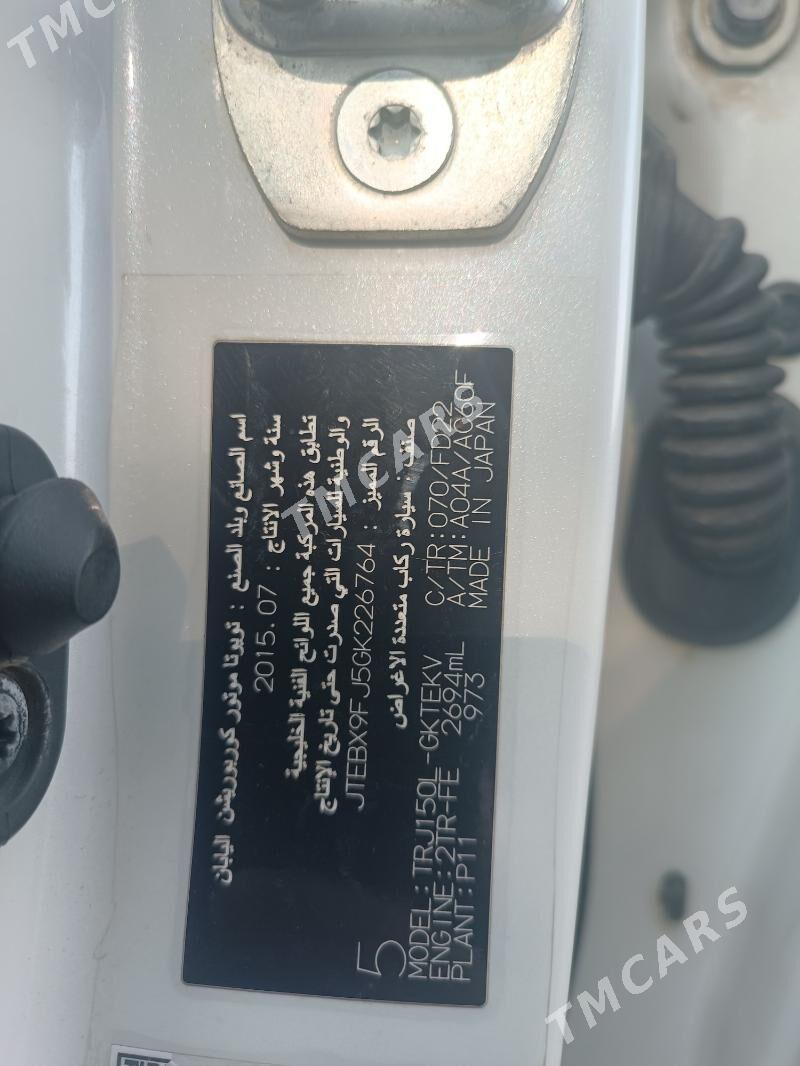 اسم الصانع وبلد الصنع : تويوتا موتور كوربوريشن اليابان
سنة وشهر الإنتاج : 2015.07
تطابق هذه المركبة جميع اللوائح الفنية الخليجية
والوطنية للسيارات التي صدرت حتى تاريخ الإنتاج
الرقم المميز : JTEBX9FJ5GK226764
صنف : سيارة ركاب متعددة الاغراض
5
MODEL:TRJ150L-GKTEKV C/TR:070/FD22
ENGINE:2TR-FE 2694mL A/TM:A04A/AC60F
PLANT:P11 973 MADE IN JAPAN
TMCARS
TMCARS
TMCARS